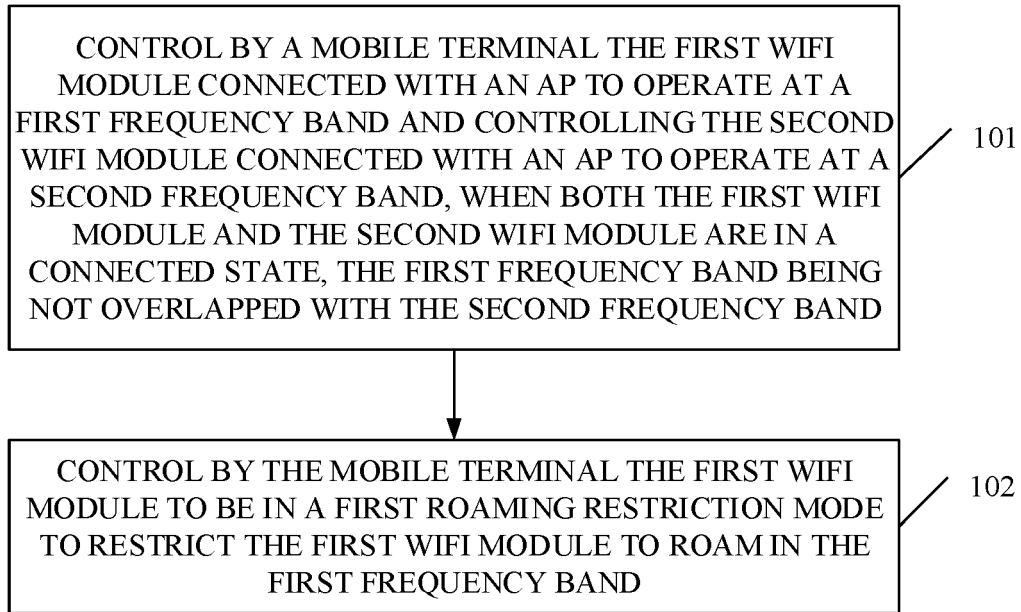 CONTROL BY A MOBILE TERMINAL THE FIRST WIFI
MODULE CONNECTED WITH AN AP TO OPERATE AT A
FIRST FREQUENCY BAND AND CONTROLLING THE SECOND
WIFI MODULE CONNECTED WITH AN AP TO OPERATE AT A
SECOND FREQUENCY BAND, WHEN BOTH THE FIRST WIFI
MODULE AND THE SECOND WIFI MODULE ARE IN A
CONNECTED STATE, THE FIRST FREQUENCY BAND BEING
NOT OVERLAPPED WITH THE SECOND FREQUENCY BAND
101
CONTROL BY THE MOBILE TERMINAL THE FIRST WIFI
MODULE TO BE IN A FIRST ROAMING RESTRICTION MODE
TO RESTRICT THE FIRST WIFI MODULE TO ROAM IN THE
FIRST FREQUENCY BAND
102